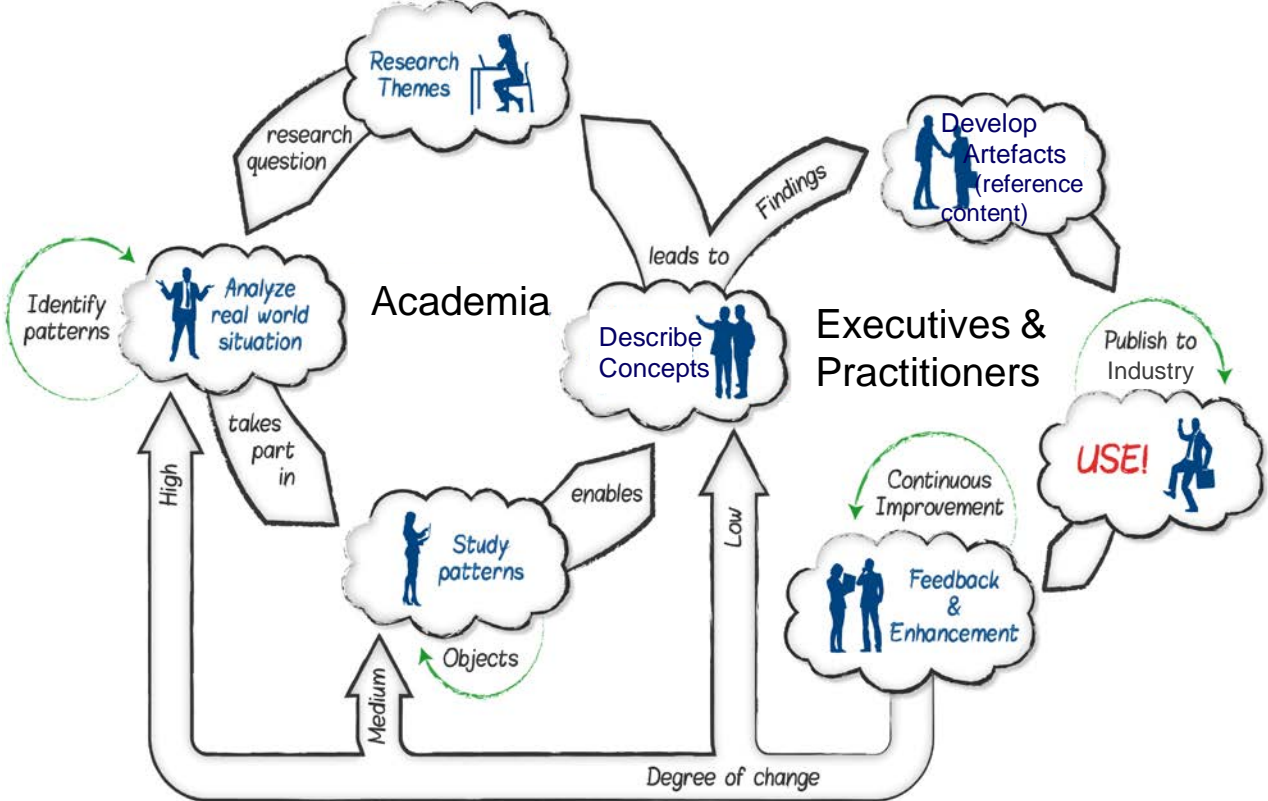 Research
Themes
research
question
Develop
Artefacts
(reference
content)
Findings
leads to
Identify
patterns
Analyze
real world
situation
Academia
Describe
Concepts
Executives &
Practitioners
Publish to
Industry
takes
part
in
USE!
enables
Continuous
Improvement
High
Study
patterns
Low
Feedback
&
Enhancement
Objects
Medium
Degree of change